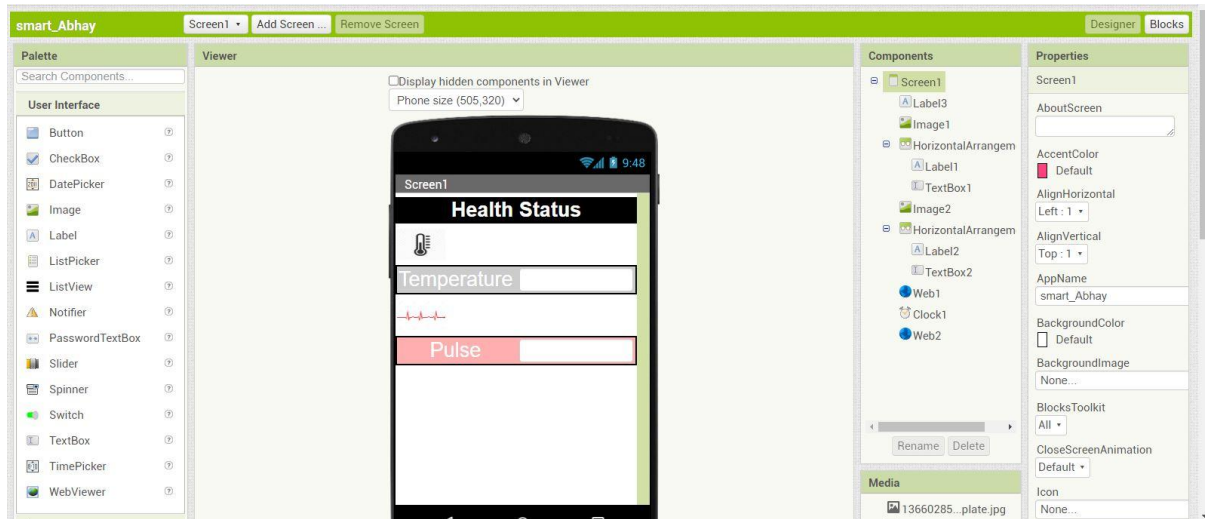 smart_Abhay Screen1 Add Screen ... Remove Screen Designer Blocks
Palette
Search Components...
User Interface
Button
CheckBox
DatePicker
Image
Label
ListPicker
ListView
Notifier
PasswordTextBox
Slider
Spinner
Switch
TextBox
TimePicker
WebViewer
Viewer
Display hidden components in Viewer
Phone size (505,320)
9:48
Screen1
Health Status
Temperature
Pulse
Components
Screen1
Label3
Image1
HorizontalArrangem
Label1
TextBox1
Image2
HorizontalArrangem
Label2
TextBox2
Web1
Clock1
Web2
Rename Delete
Media
13660285...plate.jpg
Properties
Screen1
AboutScreen
AccentColor
Default
AlignHorizontal
Left : 1
AlignVertical
Top : 1
AppName
smart_Abhay
BackgroundColor
Default
BackgroundImage
None...
BlocksToolkit
All
CloseScreenAnimation
Default
Icon
None...